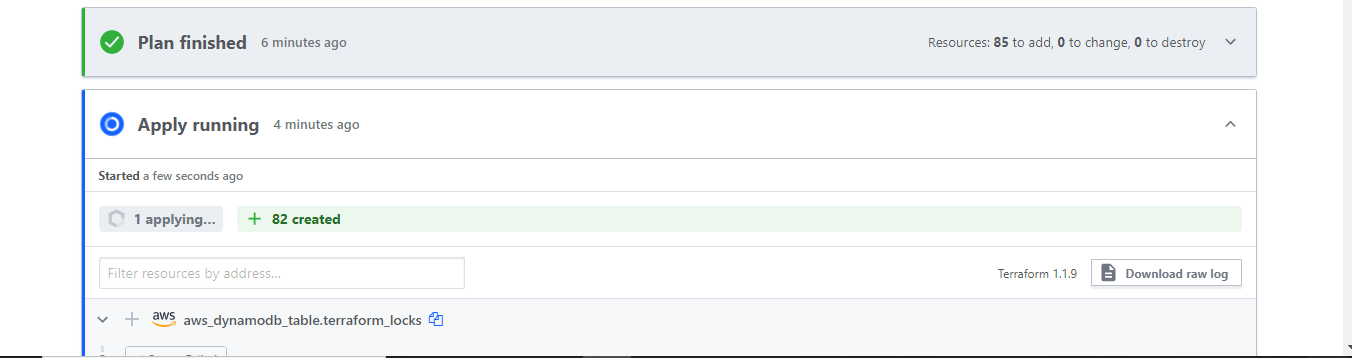 Plan finished 6 minutes ago Resources: 85 to add, 0 to change, 0 to destroy
Apply running 4 minutes ago
Started a few seconds ago
1 applying... + 82 created
Filter resources by address... Terraform 1.1.9 Download raw log
aws aws_dynamodb_table.terraform_locks